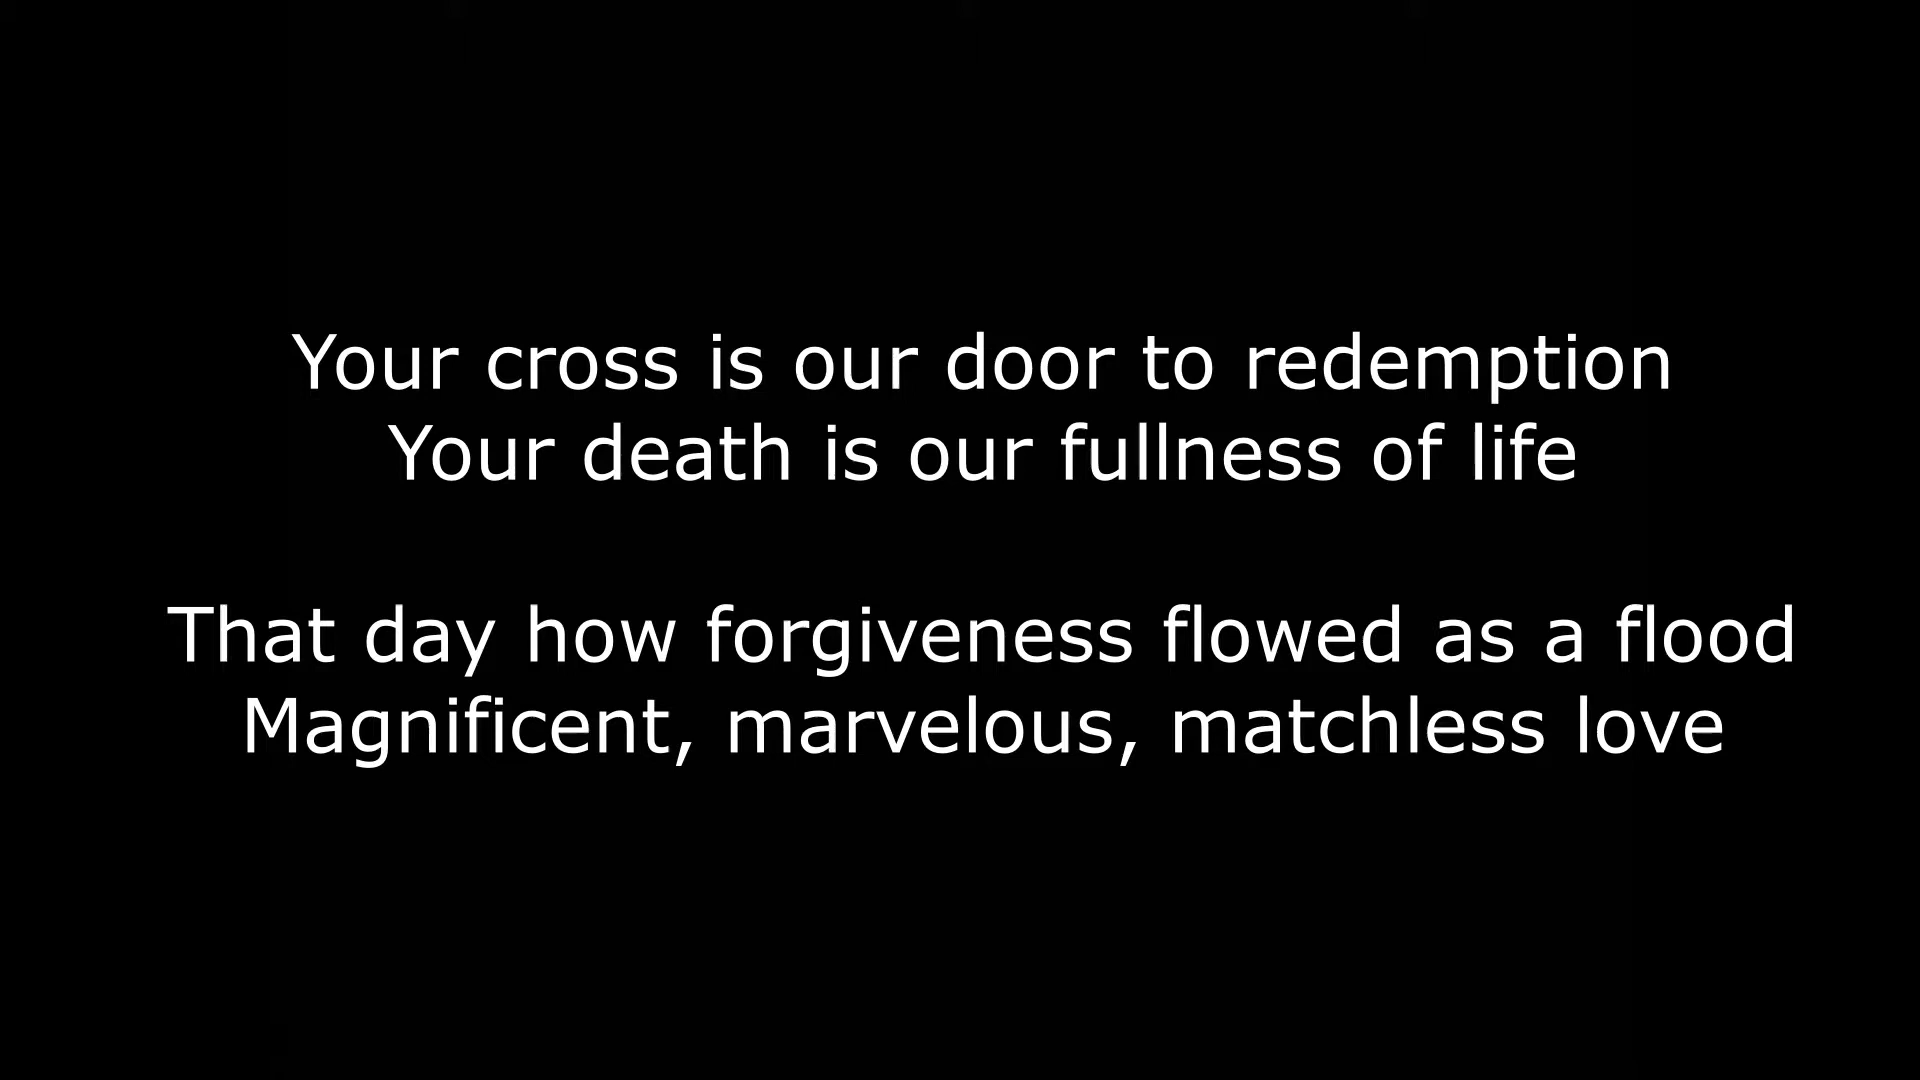 Your cross is our door to redemption
Your death is our fullness of life
That day how forgiveness flowed as a flood
Magnificent, marvelous, matchless love